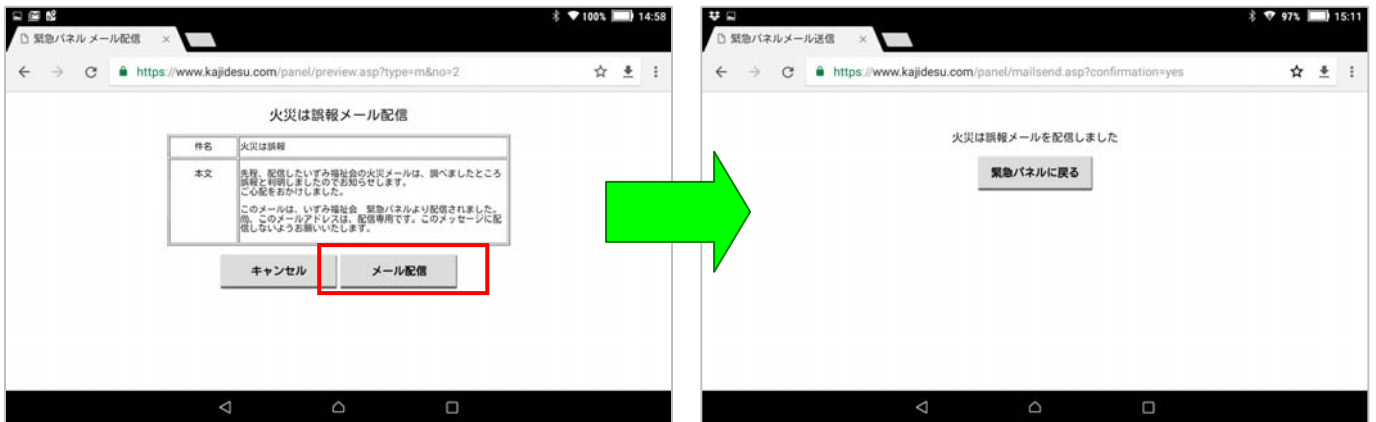 100% 14:58
緊急パネル メール配信 ×
https://www.kajidesu.com/panel/preview.asp?type=m&no=2
火災は誤報メール配信
件名 火災は誤報
本文 先程、配信したいずみ福祉会の火災メールは、調べましたところ
誤報と判明しましたのでお知らせします。
ご心配をおかけしました。
このメールは、いずみ福祉会 緊急パネルより配信されました。
尚、このメールアドレスは、配信専用です。このメッセージに配
信しないようお願いいたします。
キャンセル メール配信
97% 15:11
緊急パネルメール送信 ×
https://www.kajidesu.com/panel/mailsend.asp?confirmation=yes
火災は誤報メールを配信しました
緊急パネルに戻る